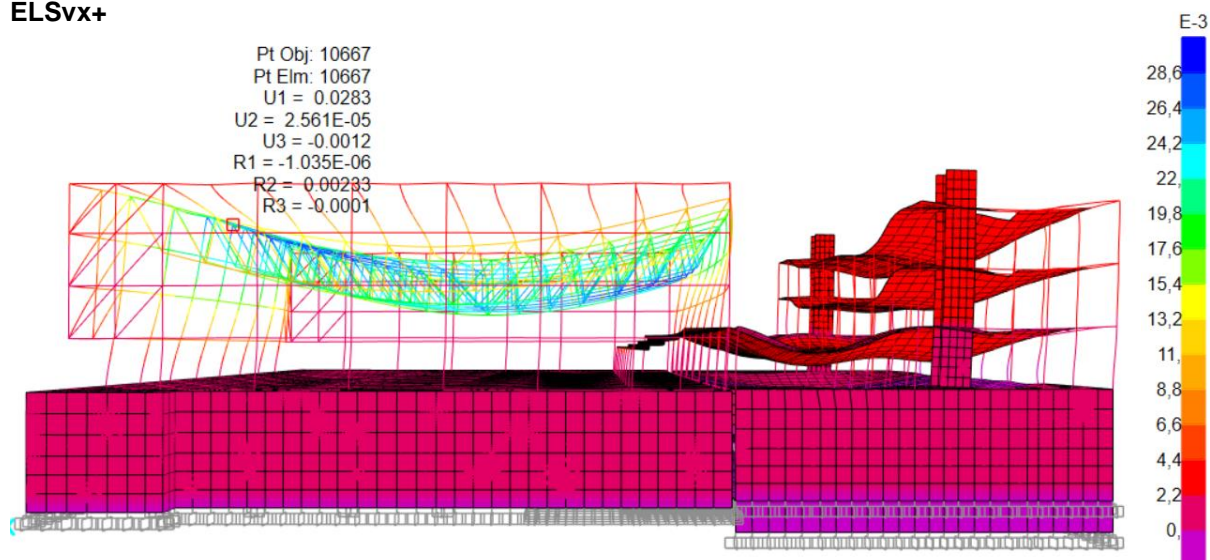 ELSvx+
E-3
Pt Obj: 10667
Pt Elm: 10667
U1 = 0.0283
U2 = 2.561E-05
U3 = -0.0012
R1 = -1.035E-06
R2 = 0.00233
R3 = -0.0001
28,6
26,4
24,2
22,
19,8
17,6
15,4
13,2
11,
8,8
6,6
4,4
2,2
0,